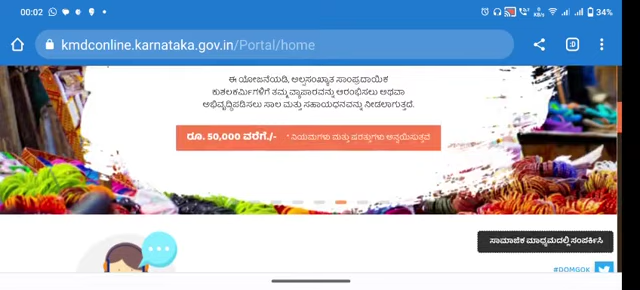 00:02
0 KB/s
34%
kmdconline.karnataka.gov.in/Portal/home
:D
ಈ ಯೋಜನೆಯಡಿ, ಅಲ್ಪಸಂಖ್ಯಾತ ಸಾಂಪ್ರದಾಯಿಕ
ಕುಶಲಕರ್ಮಿಗಳಿಗೆ ತಮ್ಮ ವ್ಯಾಪಾರವನ್ನು ಆರಂಭಿಸಲು ಅಥವಾ
ಅಭಿವೃದ್ಧಿಪಡಿಸಲು ಸಾಲ ಮತ್ತು ಸಹಾಯಧನವನ್ನು ನೀಡಲಾಗುತ್ತದೆ.
ರೂ. 50,000 ವರೆಗೆ/- * ನಿಯಮಗಳು ಮತ್ತು ಷರತ್ತುಗಳು ಅನ್ವಯಿಸುತ್ತವೆ
ಸಾಮಾಜಿಕ ಮಾಧ್ಯಮದಲ್ಲಿ ಸಂಪರ್ಕಿಸಿ
#DOMGOK